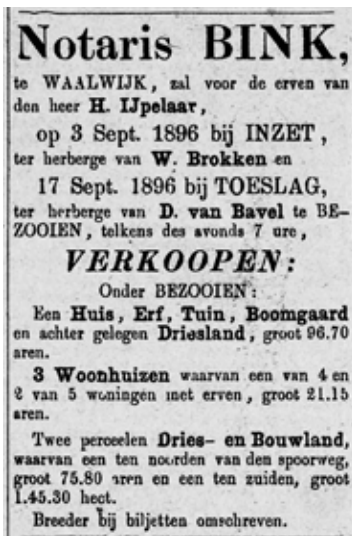 Notaris BINK,
te WAALWIJK, zal voor de erven van
den heer H. IJpelaar,
op 3 Sept. 1896 bij INZET,
ter herberge van W. Brokken en
17 Sept. 1896 bij TOESLAG,
ter herberge van D. van Bavel te BE-
ZOOIEN, telkens des avonds 7 ure,
VERKOOPEN:
Onder BEZOOIEN:
Een Huis, Erf, Tuin, Boomgaard
en achter gelegen Driesland, groot 96.70
aren.
3 Woonhuizen waarvan een van 4 en
2 van 5 woningen met erven, groot 21.15
aren.
Twee perceelen Dries- en Bouwland,
waarvan een ten noorden van den spoorweg,
groot 75.80 aren en een ten zuiden, groot
1.45.30 hect.
Breeder bij biljetten omschreven.